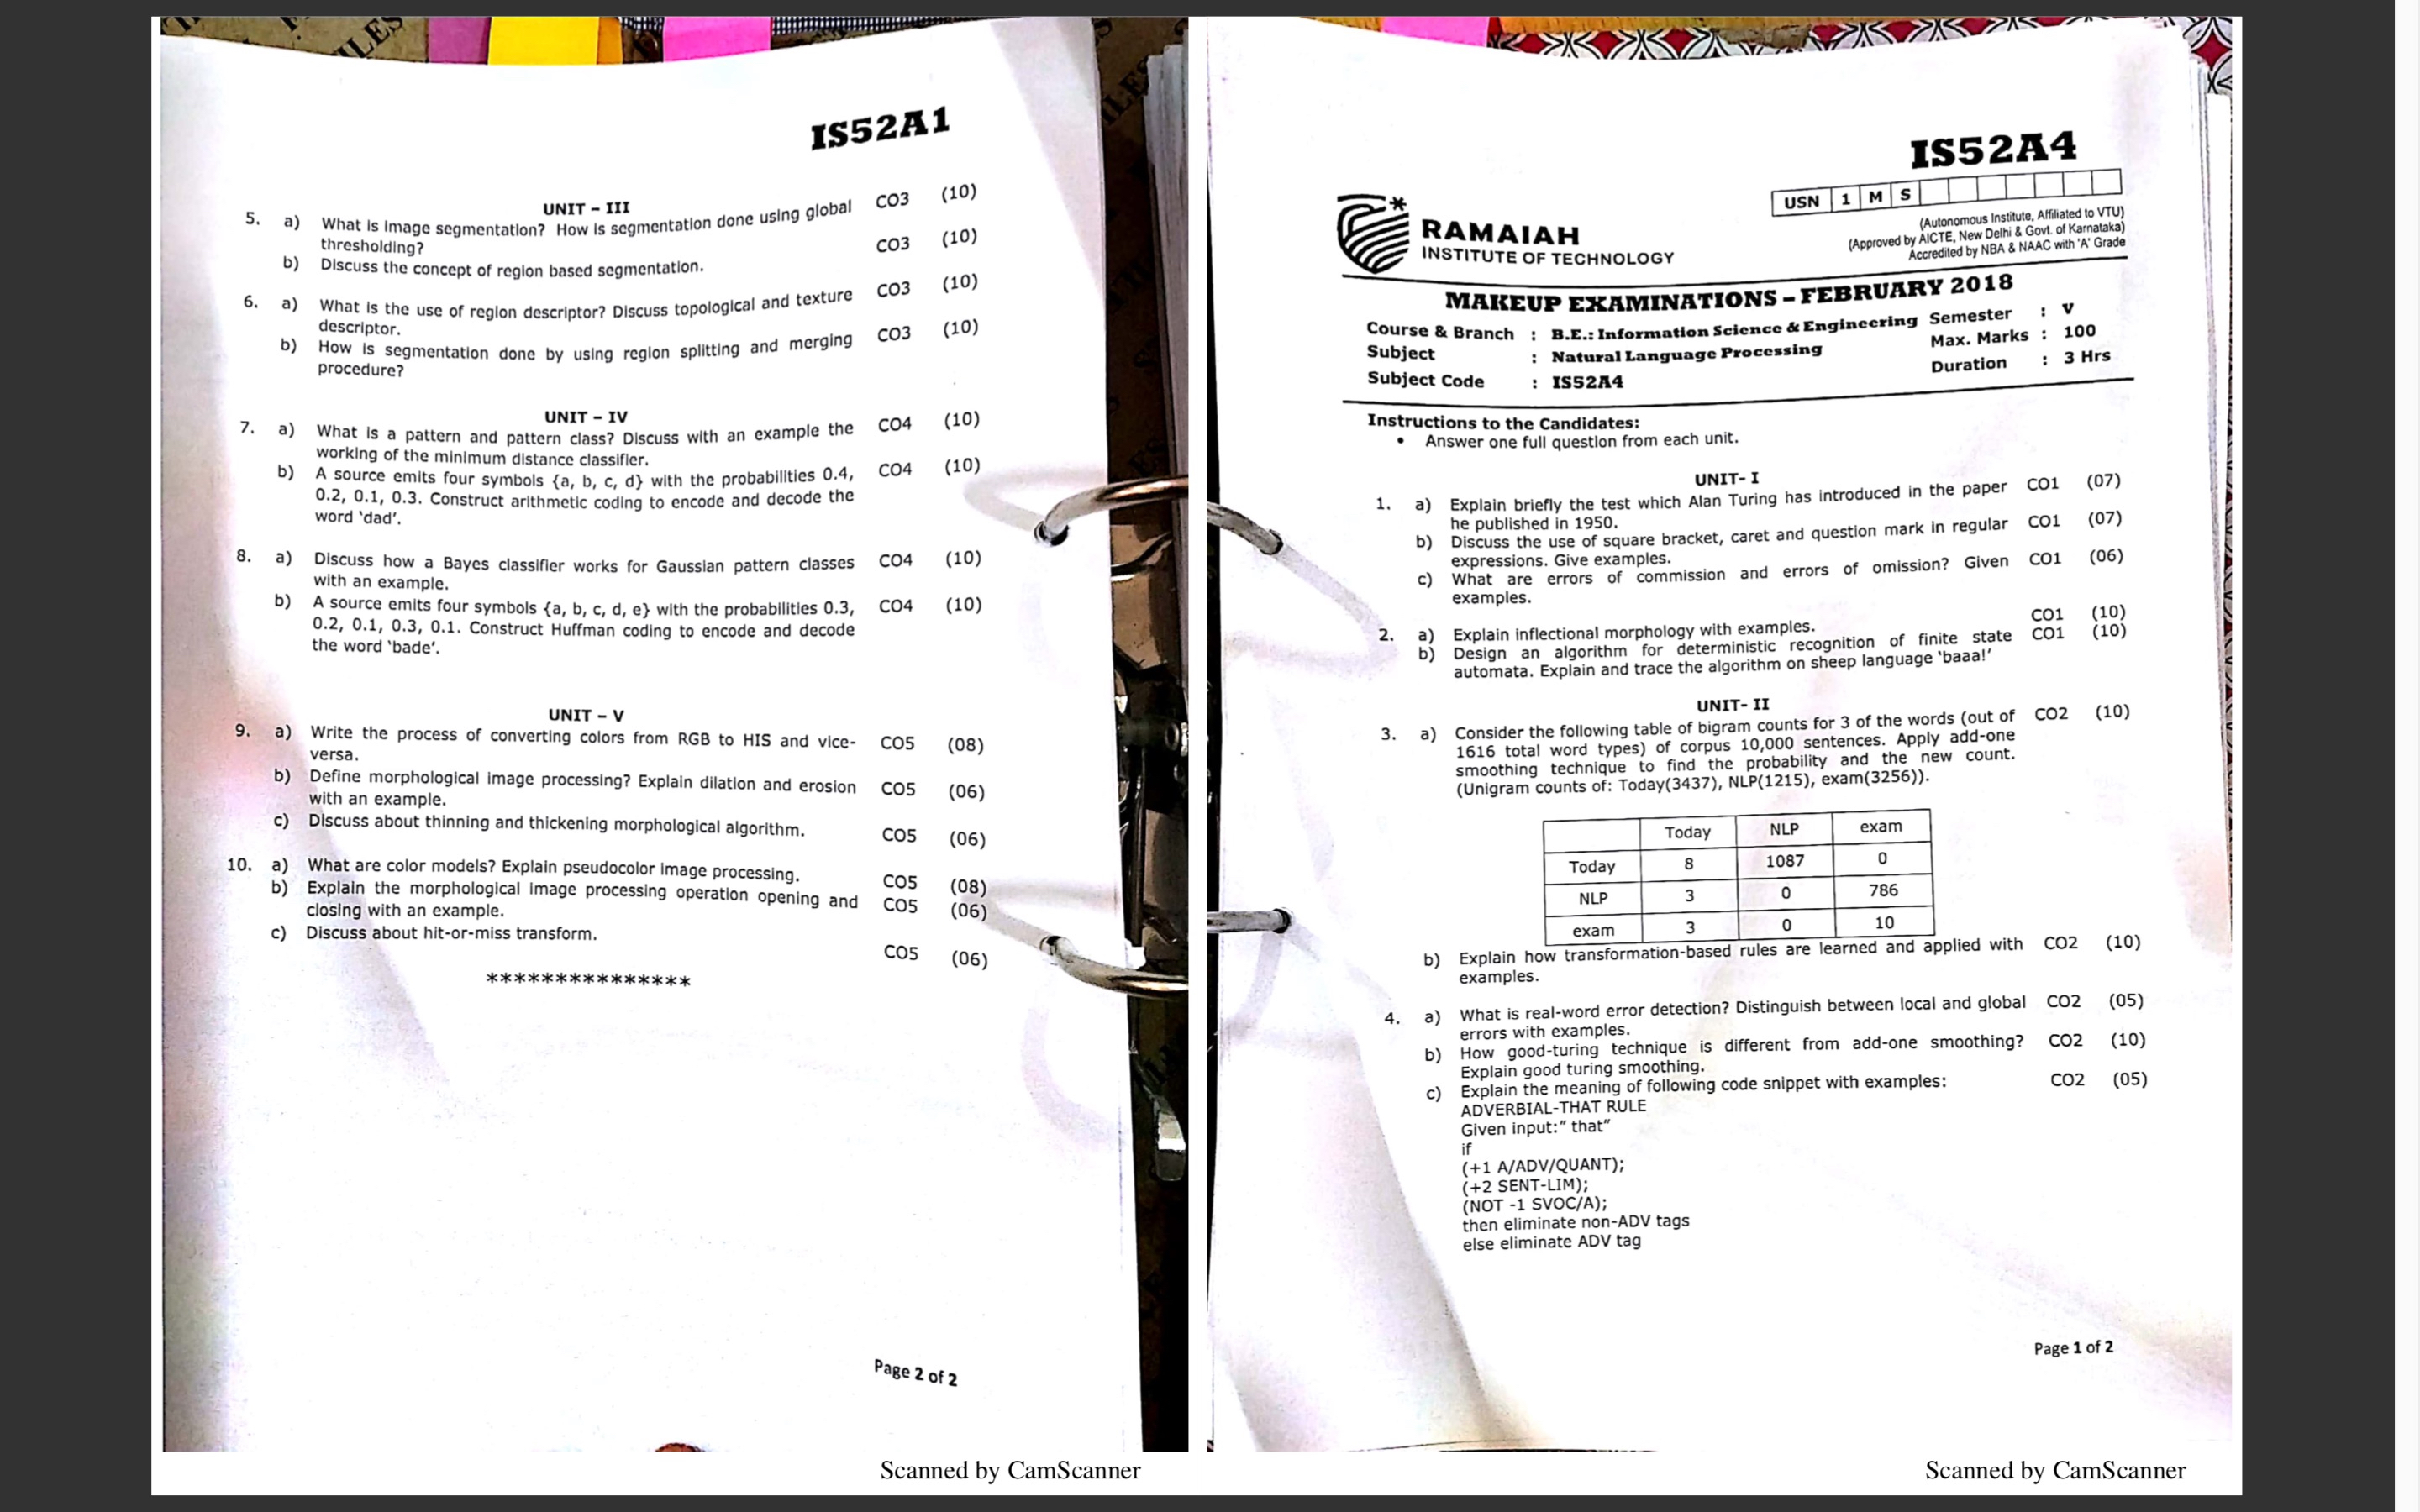 ILES
IS52A1
UNIT – III
5. a) What is image segmentation? How is segmentation done using global CO3 (10)
thresholding?
b) Discuss the concept of region based segmentation. CO3 (10)
6. a) What is the use of region descriptor? Discuss topological and texture CO3 (10)
descriptor.
b) How is segmentation done by using region splitting and merging CO3 (10)
procedure?
UNIT – IV
7. a) What is a pattern and pattern class? Discuss with an example the CO4 (10)
working of the minimum distance classifier.
b) A source emits four symbols {a, b, c, d} with the probabilities 0.4, CO4 (10)
0.2, 0.1, 0.3. Construct arithmetic coding to encode and decode the
word ‘dad’.
8. a) Discuss how a Bayes classifier works for Gaussian pattern classes CO4 (10)
with an example.
b) A source emits four symbols {a, b, c, d, e} with the probabilities 0.3, CO4 (10)
0.2, 0.1, 0.3, 0.1. Construct Huffman coding to encode and decode
the word ‘bade’.
UNIT – V
9. a) Write the process of converting colors from RGB to HIS and vice- CO5 (08)
versa.
b) Define morphological image processing? Explain dilation and erosion CO5 (06)
with an example.
c) Discuss about thinning and thickening morphological algorithm. CO5 (06)
10. a) What are color models? Explain pseudocolor image processing. CO5 (08)
b) Explain the morphological image processing operation opening and CO5 (06)
closing with an example.
c) Discuss about hit-or-miss transform. CO5 (06)
***************
Page 2 of 2
Scanned by CamScanner
IS52A4
USN 1 M S
RAMAIAH
INSTITUTE OF TECHNOLOGY
(Autonomous Institute, Affiliated to VTU)
(Approved by AICTE, New Delhi & Govt. of Karnataka)
Accredited by NBA & NAAC with 'A' Grade
MAKEUP EXAMINATIONS – FEBRUARY 2018
Course & Branch : B.E.: Information Science & Engineering Semester : V
Subject : Natural Language Processing Max. Marks : 100
Subject Code : IS52A4 Duration : 3 Hrs
Instructions to the Candidates:
• Answer one full question from each unit.
UNIT- I
1. a) Explain briefly the test which Alan Turing has introduced in the paper CO1 (07)
he published in 1950.
b) Discuss the use of square bracket, caret and question mark in regular CO1 (07)
expressions. Give examples.
c) What are errors of commission and errors of omission? Given CO1 (06)
examples.
2. a) Explain inflectional morphology with examples. CO1 (10)
b) Design an algorithm for deterministic recognition of finite state CO1 (10)
automata. Explain and trace the algorithm on sheep language ‘baaa!’
UNIT- II
3. a) Consider the following table of bigram counts for 3 of the words (out of CO2 (10)
1616 total word types) of corpus 10,000 sentences. Apply add-one
smoothing technique to find the probability and the new count.
(Unigram counts of: Today(3437), NLP(1215), exam(3256)).
Today NLP exam
Today 8 1087 0
NLP 3 0 786
exam 3 0 10
b) Explain how transformation-based rules are learned and applied with CO2 (10)
examples.
4. a) What is real-word error detection? Distinguish between local and global CO2 (05)
errors with examples.
b) How good-turing technique is different from add-one smoothing? CO2 (10)
Explain good turing smoothing.
c) Explain the meaning of following code snippet with examples: CO2 (05)
ADVERBIAL-THAT RULE
Given input:” that”
if
(+1 A/ADV/QUANT);
(+2 SENT-LIM);
(NOT -1 SVOC/A);
then eliminate non-ADV tags
else eliminate ADV tag
Page 1 of 2
Scanned by CamScanner